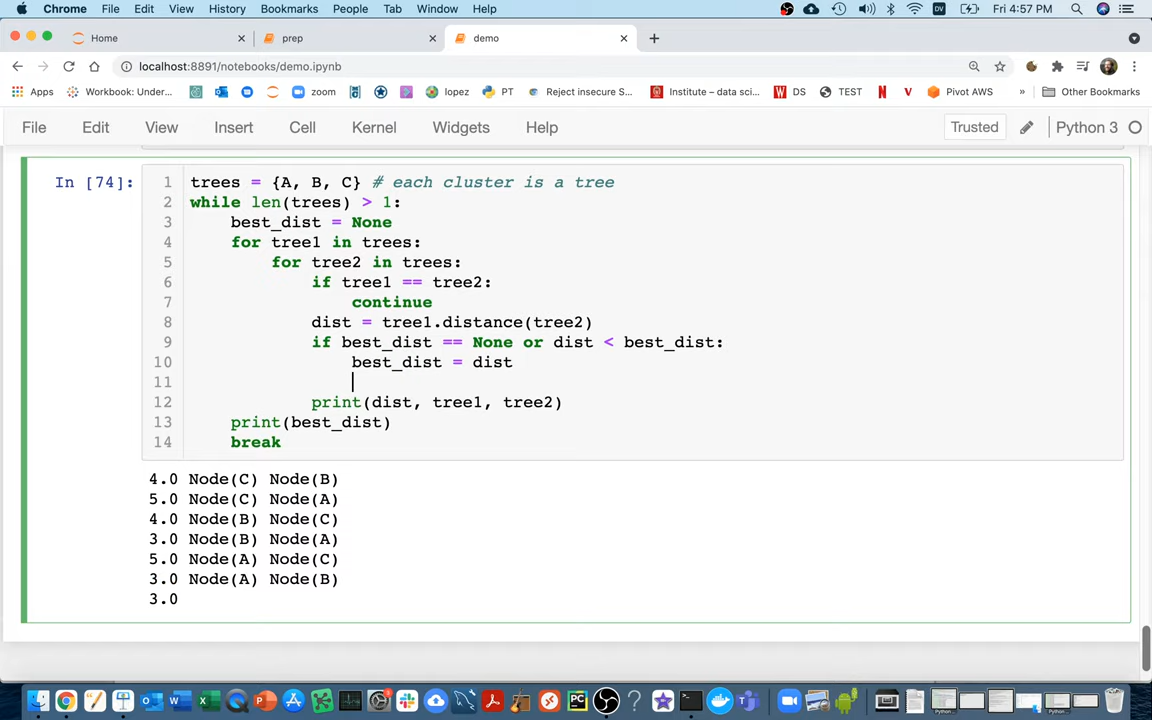 Chrome File Edit View History Bookmarks People Tab Window Help Fri 4:57 PM
Home prep demo
localhost:8891/notebooks/demo.ipynb
Apps Workbook: Under... zoom lopez PT Reject insecure S... Institute – data sci... DS TEST Pivot AWS » Other Bookmarks
File Edit View Insert Cell Kernel Widgets Help Trusted Python 3
In [74]:
1 trees = {A, B, C} # each cluster is a tree
2 while len(trees) > 1:
3 best_dist = None
4 for tree1 in trees:
5 for tree2 in trees:
6 if tree1 == tree2:
7 continue
8 dist = tree1.distance(tree2)
9 if best_dist == None or dist < best_dist:
10 best_dist = dist
11
12 print(dist, tree1, tree2)
13 print(best_dist)
14 break
4.0 Node(C) Node(B)
5.0 Node(C) Node(A)
4.0 Node(B) Node(C)
3.0 Node(B) Node(A)
5.0 Node(A) Node(C)
3.0 Node(A) Node(B)
3.0